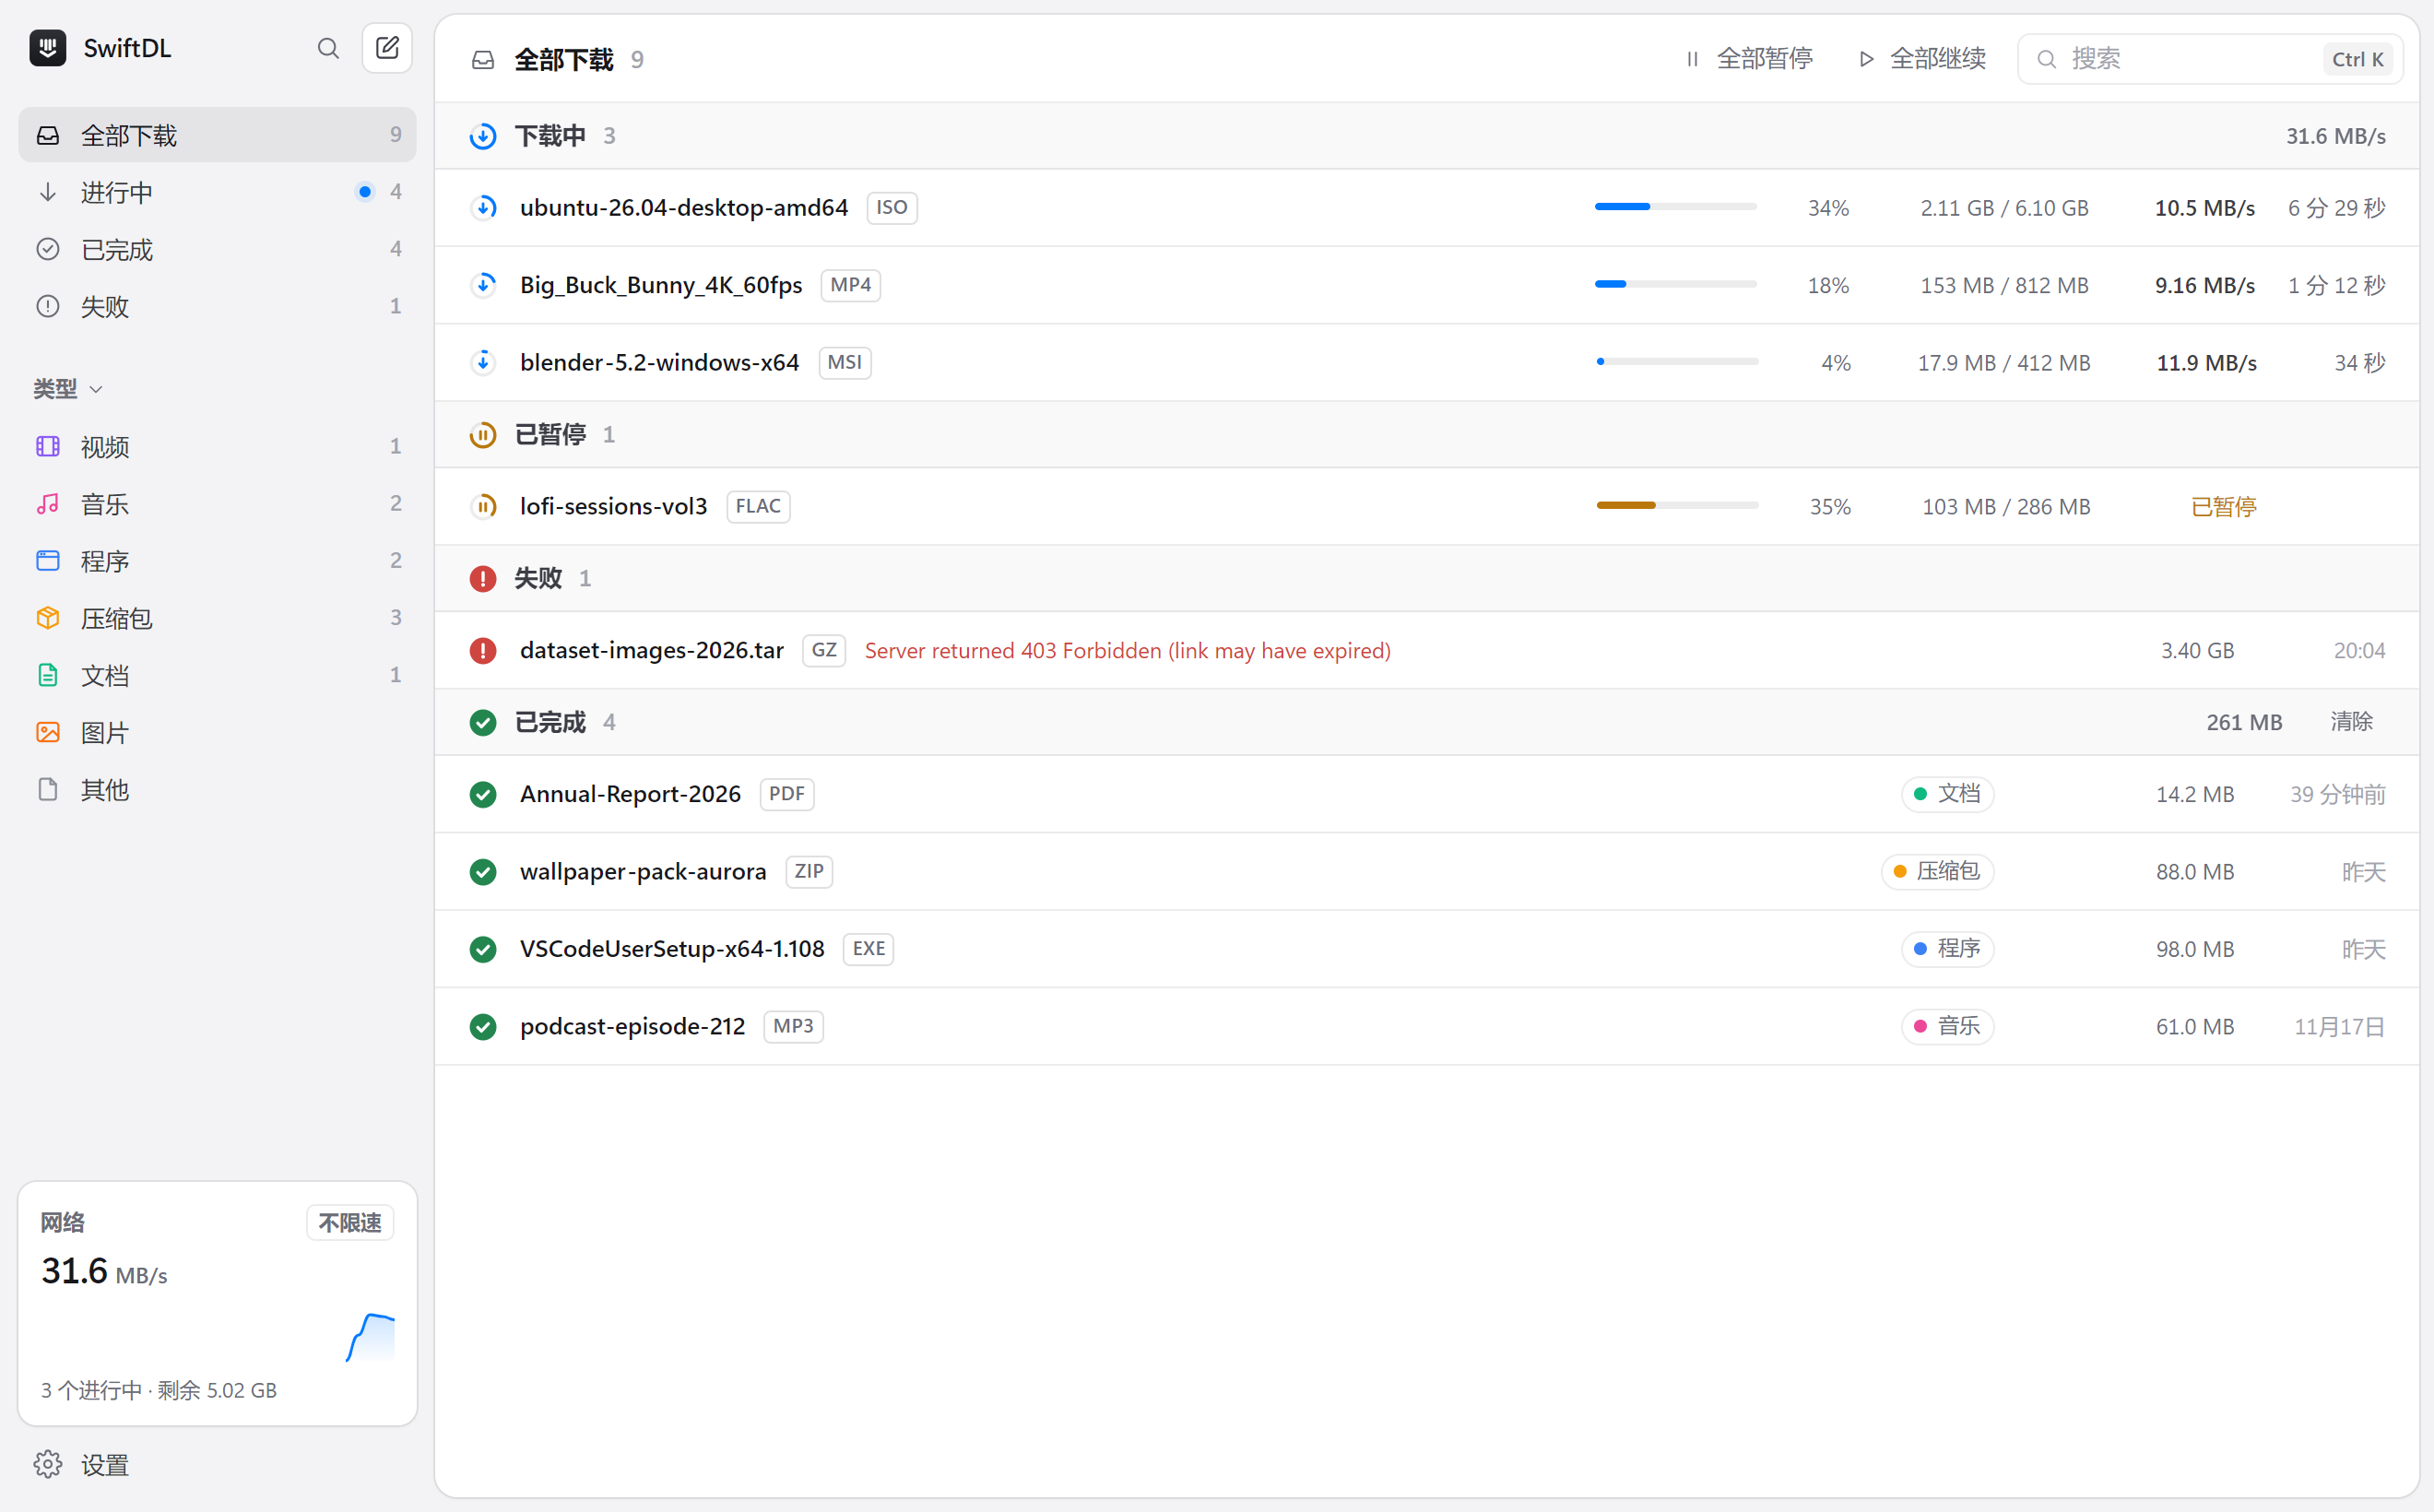 SwiftDL
全部下载 9
进行中 4
已完成 4
失败 1
类型
视频 1
音乐 2
程序 2
压缩包 3
文档 1
图片
其他
网络 不限速
31.6 MB/s
3 个进行中 · 剩余 5.02 GB
设置
全部下载 9 全部暂停 全部继续 搜索 Ctrl K
下载中 3 31.6 MB/s
ubuntu-26.04-desktop-amd64 ISO 34% 2.11 GB / 6.10 GB 10.5 MB/s 6 分 29 秒
Big_Buck_Bunny_4K_60fps MP4 18% 153 MB / 812 MB 9.16 MB/s 1 分 12 秒
blender-5.2-windows-x64 MSI 4% 17.9 MB / 412 MB 11.9 MB/s 34 秒
已暂停 1
lofi-sessions-vol3 FLAC 35% 103 MB / 286 MB 已暂停
失败 1
dataset-images-2026.tar GZ Server returned 403 Forbidden (link may have expired) 3.40 GB 20:04
已完成 4 261 MB 清除
Annual-Report-2026 PDF 文档 14.2 MB 39 分钟前
wallpaper-pack-aurora ZIP 压缩包 88.0 MB 昨天
VSCodeUserSetup-x64-1.108 EXE 程序 98.0 MB 昨天
podcast-episode-212 MP3 音乐 61.0 MB 11月17日